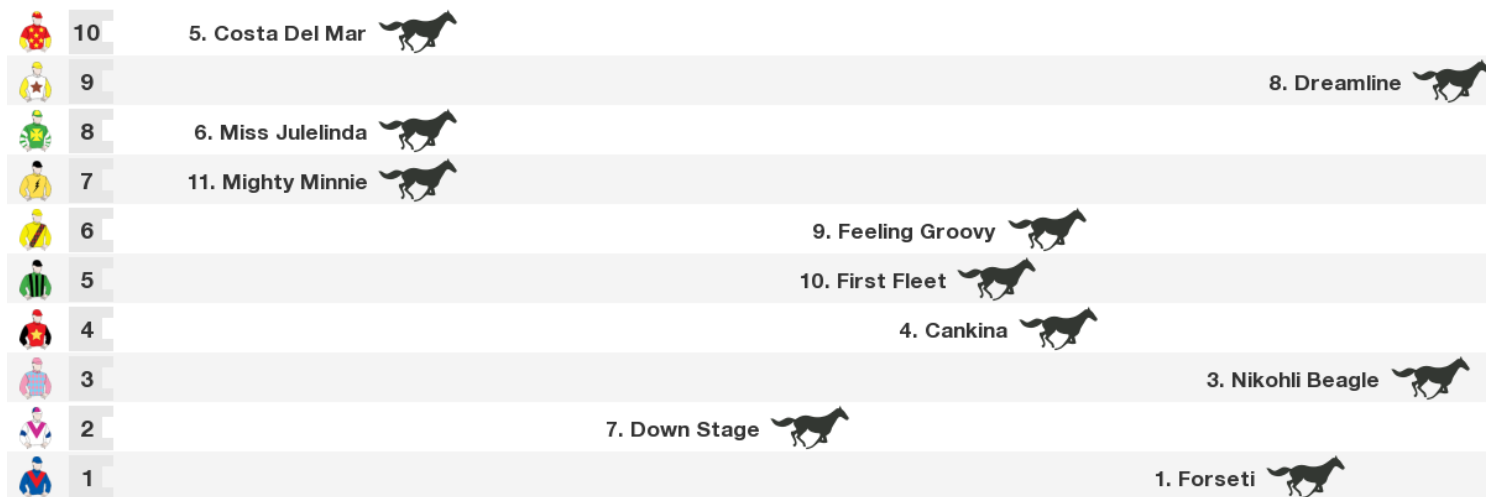 10 5. Costa Del Mar
9 8. Dreamline
8 6. Miss Julelinda
7 11. Mighty Minnie
6 9. Feeling Groovy
5 10. First Fleet
4 4. Cankina
3 3. Nikohli Beagle
2 7. Down Stage
1 1. Forseti